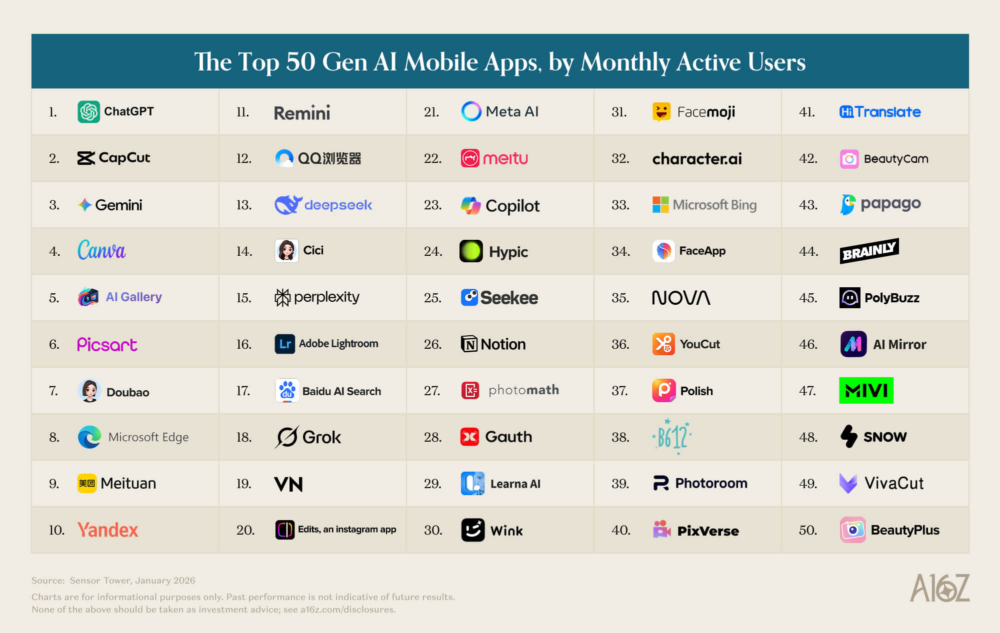 The Top 50 Gen AI Mobile Apps, by Monthly Active Users
1. ChatGPT
2. CapCut
3. Gemini
4. Canva
5. AI Gallery
6. Picsart
7. Doubao
8. Microsoft Edge
9. 美团 Meituan
10. Yandex
11. Remini
12. QQ浏览器
13. deepseek
14. Cici
15. perplexity
16. Lr Adobe Lightroom
17. du Baidu AI Search
18. Grok
19. VN
20. Edits, an instagram app
21. Meta AI
22. meitu
23. Copilot
24. Hypic
25. Seekee
26. N Notion
27. X= photomath
28. Gauth
29. Learna AI
30. Wink
31. Facemoji
32. character.ai
33. Microsoft Bing
34. FaceApp
35. NOVA
36. YouCut
37. P Polish
38. B612
39. Photoroom
40. PixVerse
41. Hi Translate
42. BeautyCam
43. papago
44. BRAINLY
45. PolyBuzz
46. AI Mirror
47. MIVI
48. SNOW
49. VivaCut
50. BeautyPlus
Source: Sensor Tower, January 2026
Charts are for informational purposes only. Past performance is not indicative of future results.
None of the above should be taken as investment advice; see a16z.com/disclosures.
A16Z